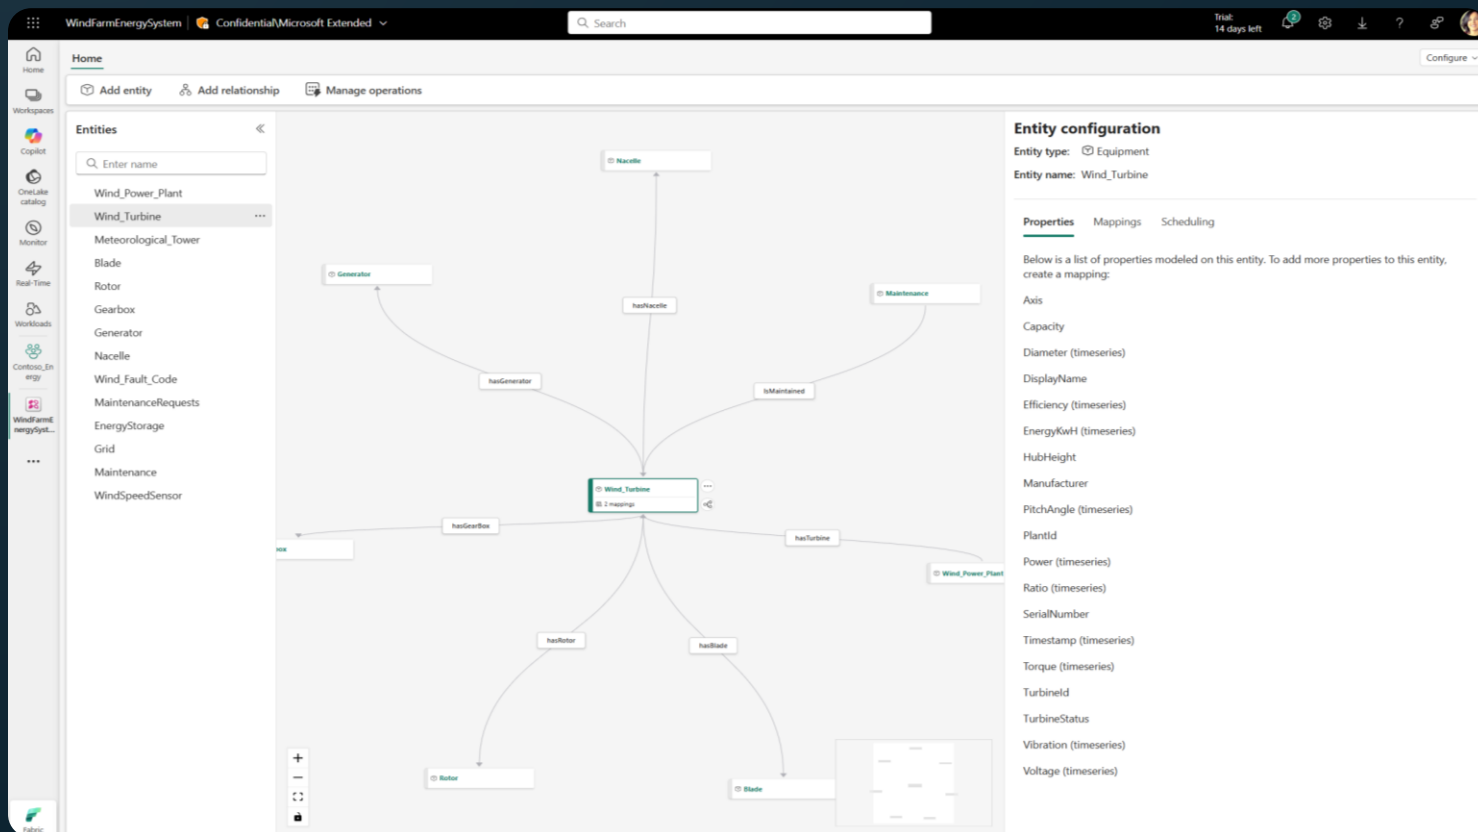 WindFarmEnergySystem
Confidential\Microsoft Extended
Search
Trial:
14 days left
2
?
Home
Workspaces
Copilot
OneLake
catalog
Monitor
Real-Time
Workloads
Contoso_En
ergy
WindFarmE
nergySyst...
Fabric
Home
Configure
Add entity
Add relationship
Manage operations
Entities
Enter name
Wind_Power_Plant
Wind_Turbine
Meteorological_Tower
Blade
Rotor
Gearbox
Generator
Nacelle
Wind_Fault_Code
MaintenanceRequests
EnergyStorage
Grid
Maintenance
WindSpeedSensor
Nacelle
Generator
Maintenance
hasNacelle
hasGenerator
IsMaintained
Wind_Turbine
2 mappings
hasGearBox
hasTurbine
ox
Wind_Power_Plant
hasRotor
hasBlade
Rotor
Blade
Entity configuration
Entity type: Equipment
Entity name: Wind_Turbine
Properties Mappings Scheduling
Below is a list of properties modeled on this entity. To add more properties to this entity,
create a mapping:
Axis
Capacity
Diameter (timeseries)
DisplayName
Efficiency (timeseries)
EnergyKwH (timeseries)
HubHeight
Manufacturer
PitchAngle (timeseries)
PlantId
Power (timeseries)
Ratio (timeseries)
SerialNumber
Timestamp (timeseries)
Torque (timeseries)
TurbineId
TurbineStatus
Vibration (timeseries)
Voltage (timeseries)